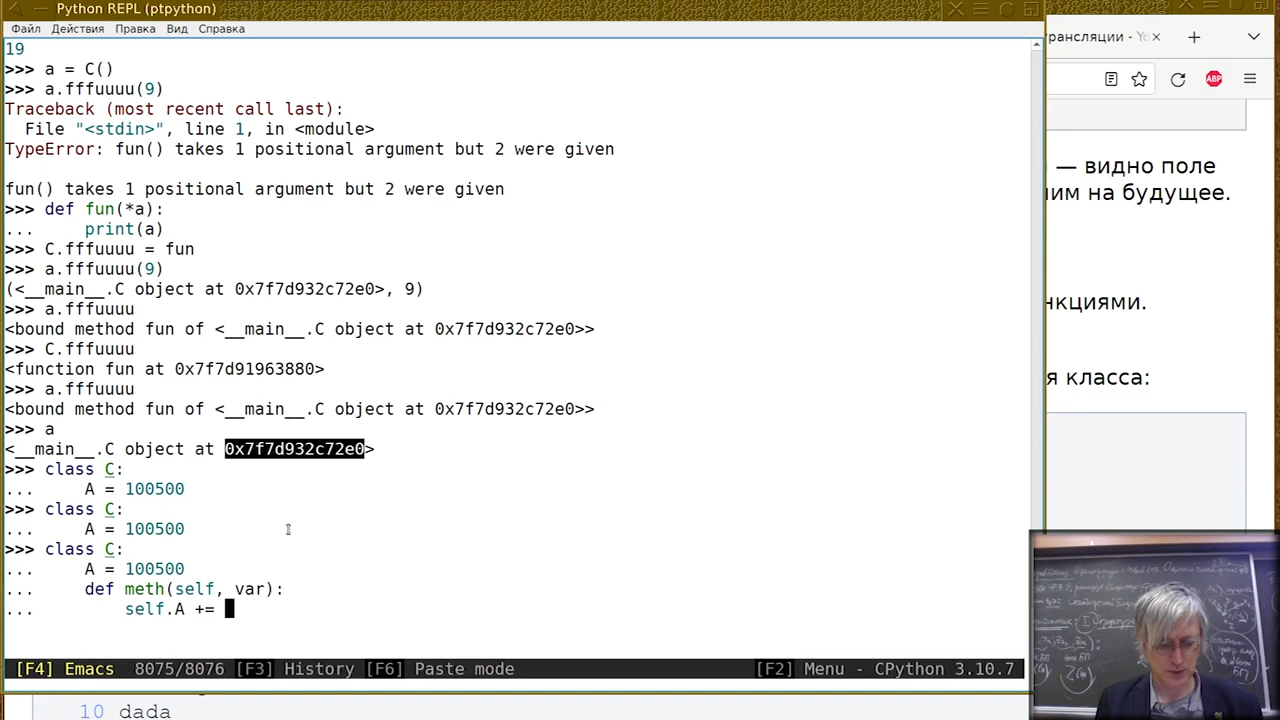 Python REPL (ptpython)
Файл Действия Правка Вид Справка
19
>>> a = C()
>>> a.fffuuuu(9)
Traceback (most recent call last):
  File "<stdin>", line 1, in <module>
TypeError: fun() takes 1 positional argument but 2 were given
fun() takes 1 positional argument but 2 were given
>>> def fun(*a):
...     print(a)
>>> C.fffuuuu = fun
>>> a.fffuuuu(9)
(<__main__.C object at 0x7f7d932c72e0>, 9)
>>> a.fffuuuu
<bound method fun of <__main__.C object at 0x7f7d932c72e0>>
>>> C.fffuuuu
<function fun at 0x7f7d91963880>
>>> a.fffuuuu
<bound method fun of <__main__.C object at 0x7f7d932c72e0>>
>>> a
<__main__.C object at 0x7f7d932c72e0>
>>> class C:
...     A = 100500
>>> class C:
...     A = 100500
>>> class C:
...     A = 100500
...     def meth(self, var):
...         self.A +=
[F4] Emacs  8075/8076 [F3] History [F6] Paste mode [F2] Menu - CPython 3.10.7
трансляции - Yo
ABP
— видно поле
им на будущее.
нкциями.
я класса:
10 dada